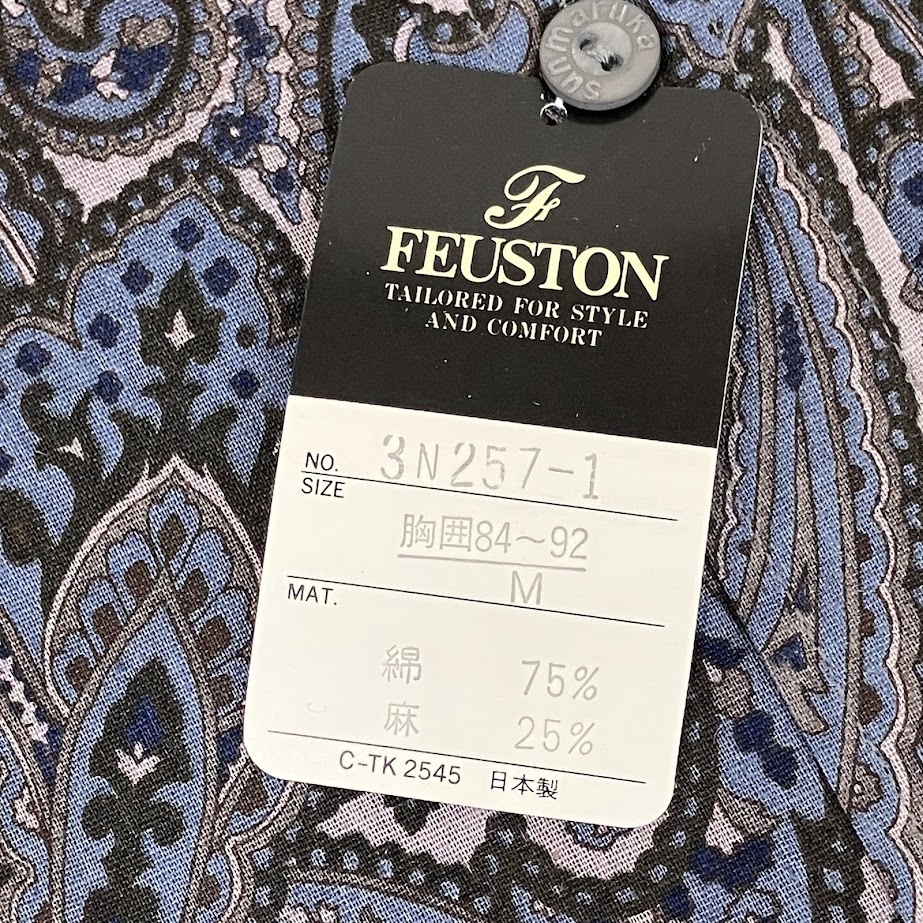 sunmaruka
F
FEUSTON
TAILORED FOR STYLE
AND COMFORT
NO. 3N257-1
SIZE
胸囲84～92
M
MAT.
綿 75%
麻 25%
C-TK 2545 日本製